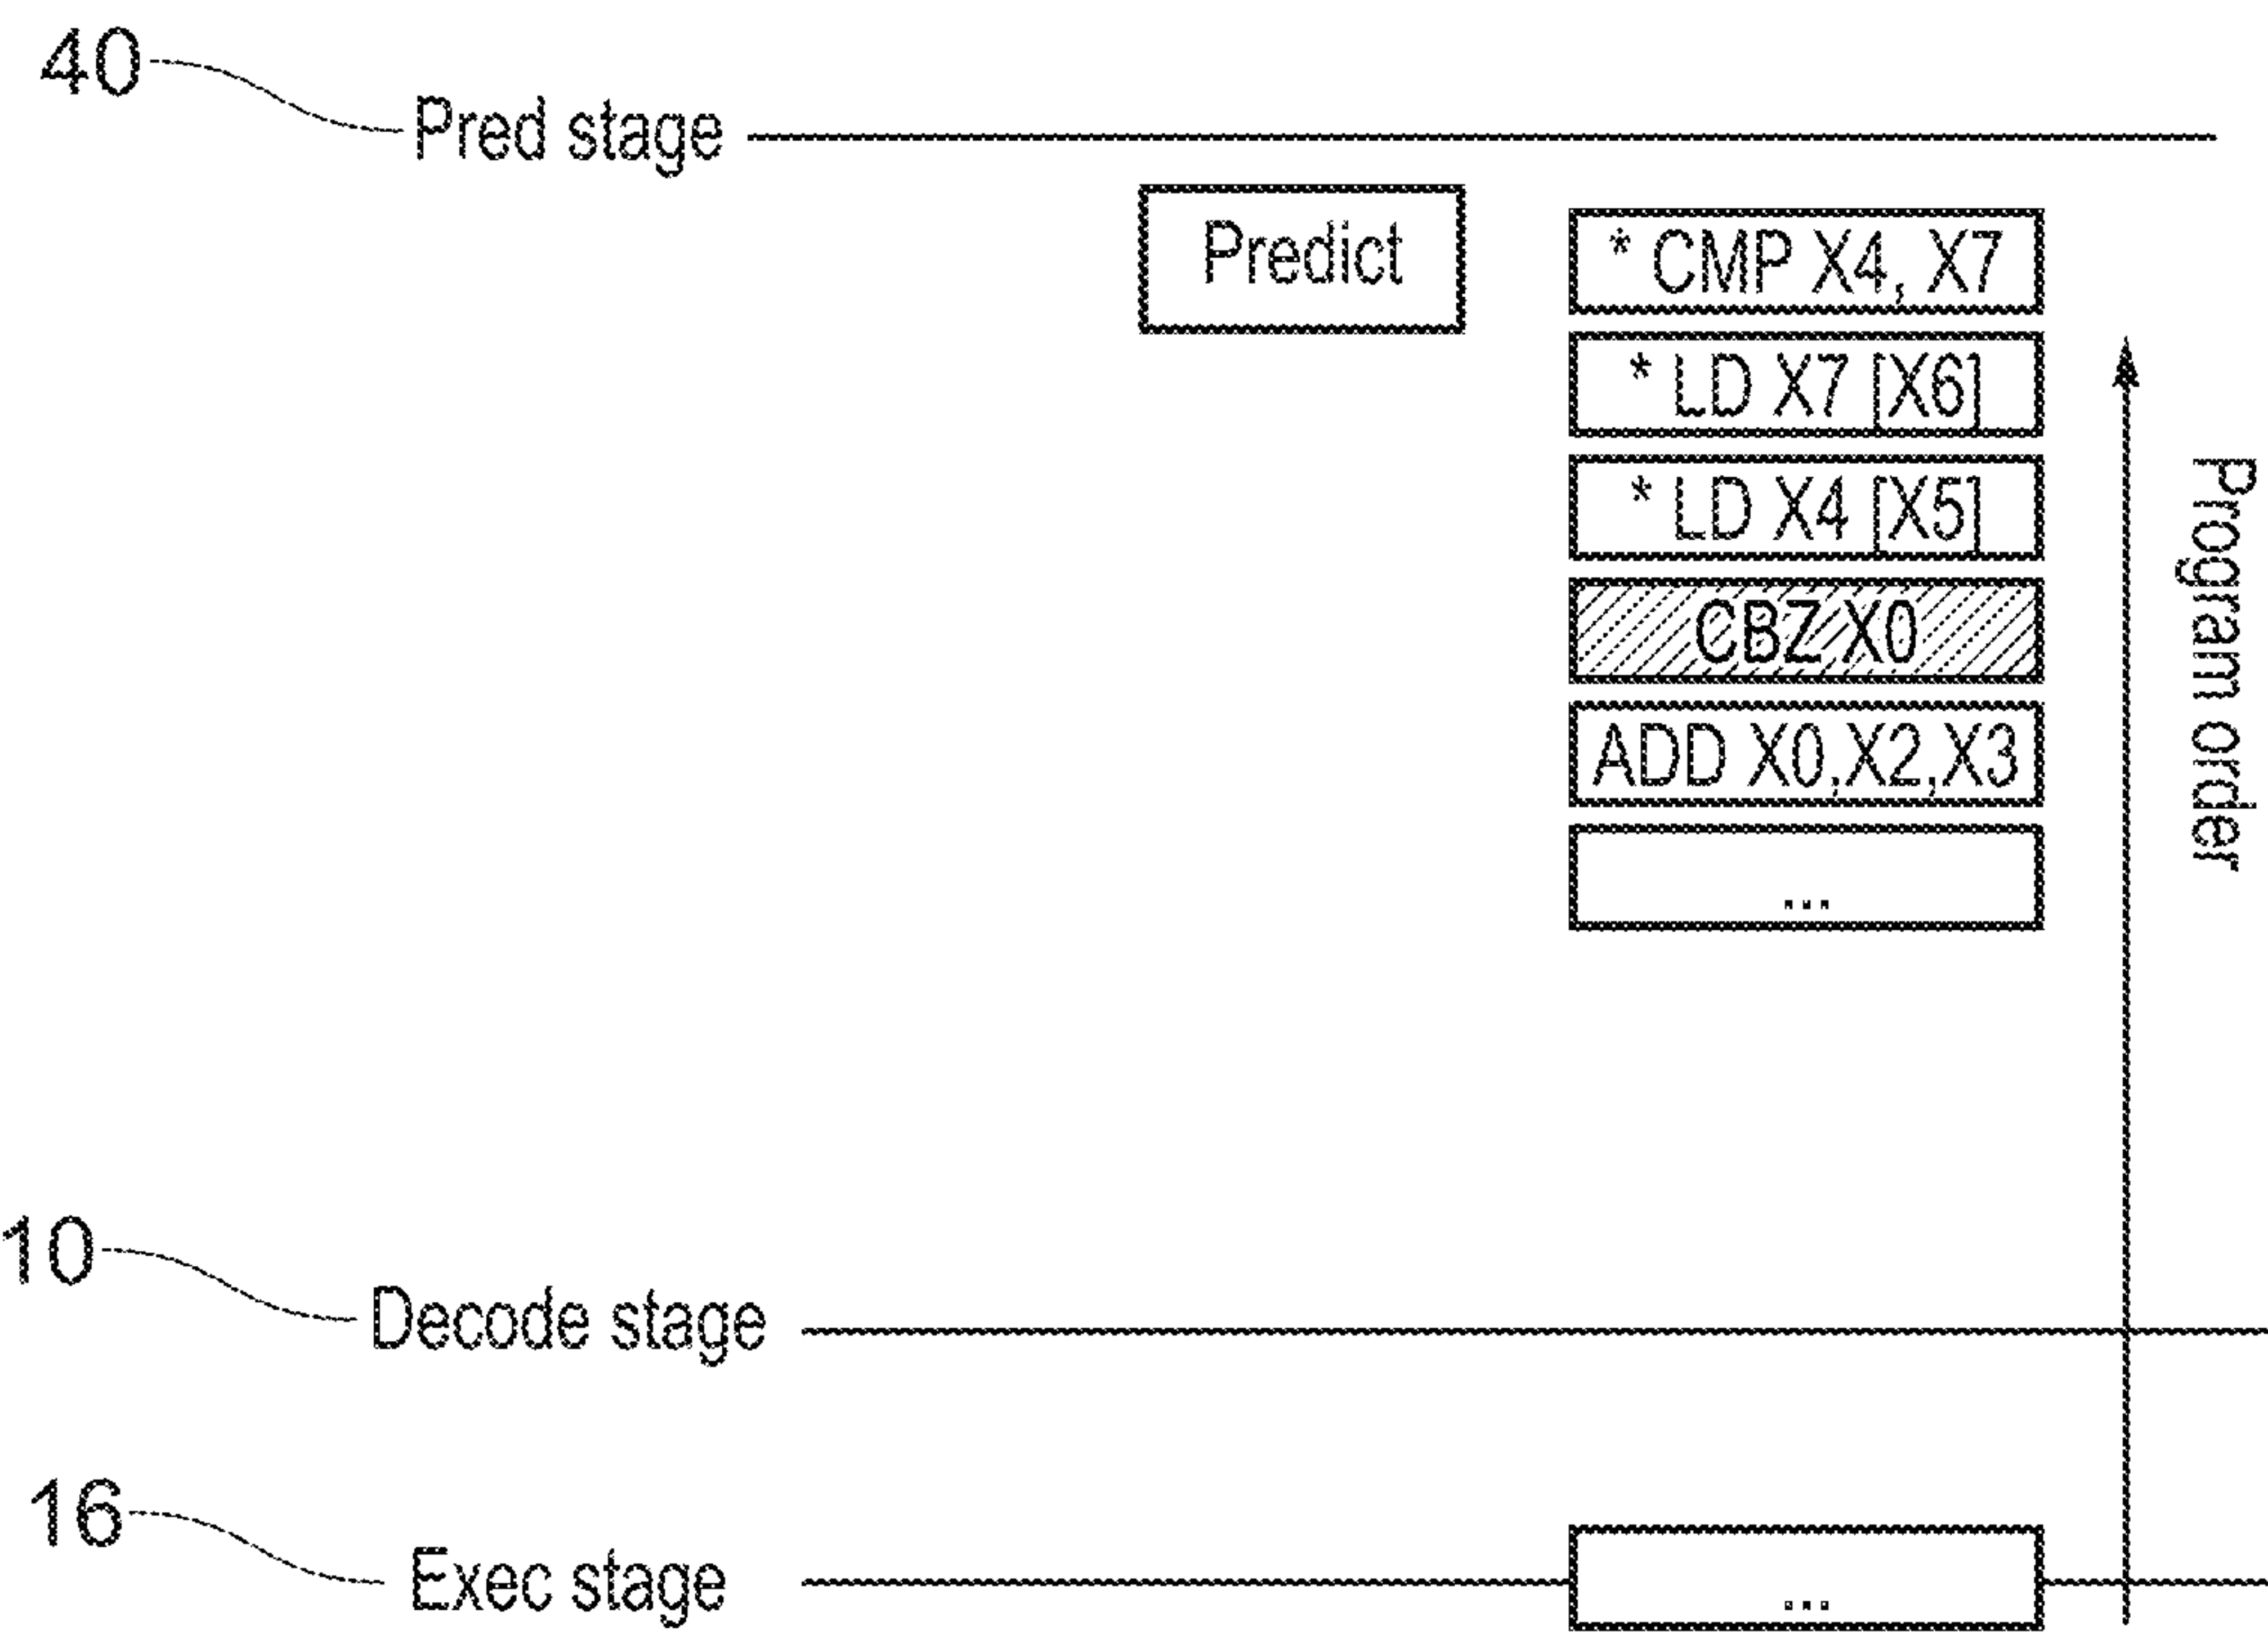 40
Pred stage
Predict
* CMP X4, X7
* LD X7 [X6]
* LD X4 [X5]
CBZ X0
ADD X0,X2,X3
...
Program order
10
Decode stage
16
Exec stage
...